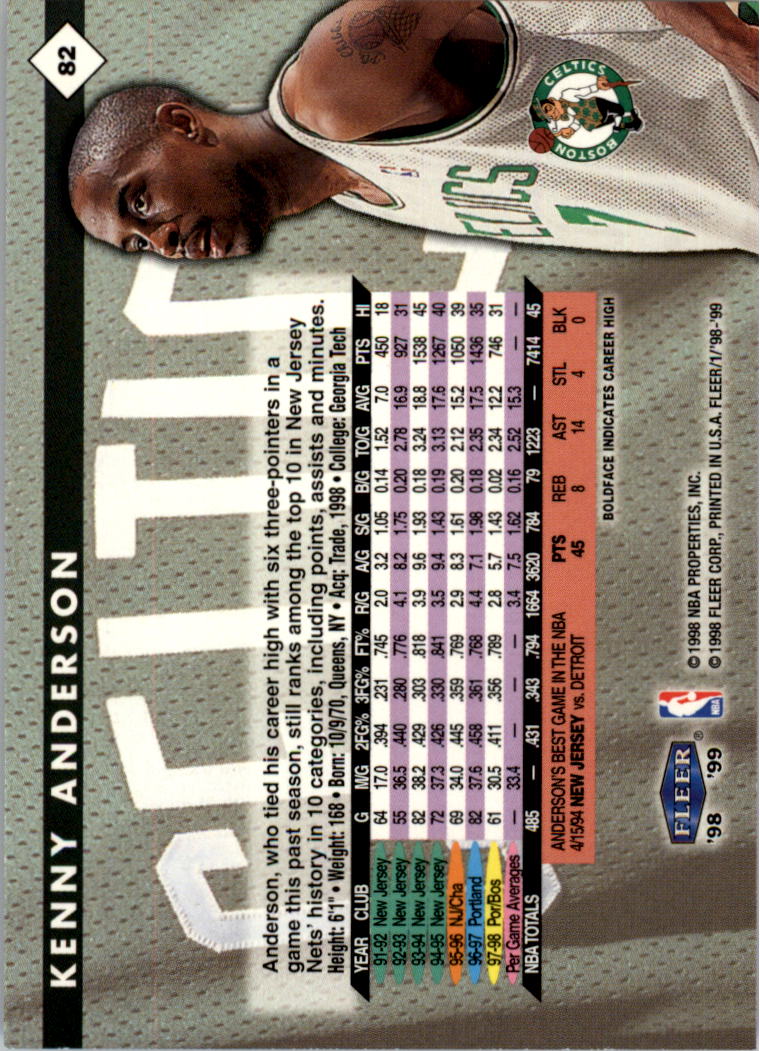 KENNY ANDERSON
82
Anderson, who tied his career high with six three-pointers in a
game this past season, still ranks among the top 10 in New Jersey
Nets' history in 10 categories, including points, assists and minutes.
Height: 6'1" • Weight: 168 • Born: 10/9/70, Queens, NY • Acq: Trade, 1998 • College: Georgia Tech
YEAR CLUB G M/G 2FG% 3FG% FT% R/G A/G S/G B/G TO/G AVG PTS HI
91-92 New Jersey 64 17.0 .394 .231 .745 2.0 3.2 1.05 0.14 1.52 7.0 450 18
92-93 New Jersey 55 36.5 .440 .280 .776 4.1 8.2 1.75 0.20 2.78 16.9 927 31
93-94 New Jersey 82 38.2 .429 .303 .818 3.9 9.6 1.93 0.18 3.24 18.8 1538 45
94-95 New Jersey 72 37.3 .426 .330 .841 3.5 9.4 1.43 0.19 3.13 17.6 1267 40
95-96 NJ/Cha 69 34.0 .445 .359 .769 2.9 8.3 1.61 0.20 2.12 15.2 1050 39
96-97 Portland 82 37.6 .458 .361 .768 4.4 7.1 1.98 0.18 2.35 17.5 1436 35
97-98 Por/Bos 61 30.5 .411 .356 .789 2.8 5.7 1.43 0.02 2.34 12.2 746 31
Per Game Averages — 33.4 — — — 3.4 7.5 1.62 0.16 2.52 15.3 — —
NBA TOTALS 485 — .431 .343 .794 1664 3620 784 79 1223 — 7414 45
ANDERSON'S BEST GAME IN THE NBA PTS REB AST STL BLK
4/15/94 NEW JERSEY vs. DETROIT 45 8 14 4 0
BOLDFACE INDICATES CAREER HIGH
FLEER®
'98 '99
NBA
© 1998 NBA PROPERTIES, INC.
© 1998 FLEER CORP., PRINTED IN U.S.A. FLEER/1/'98-'99
CELTICS
BOSTON
ELTICS
7